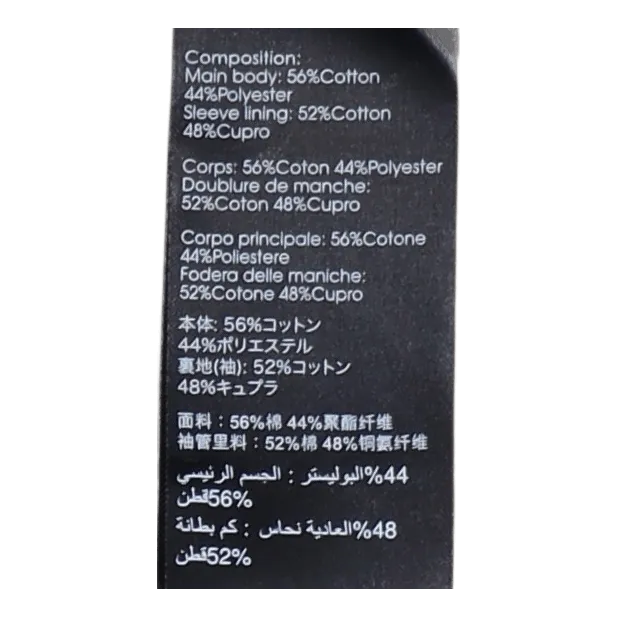 Composition:
Main body: 56%Cotton
44%Polyester
Sleeve lining: 52%Cotton
48%Cupro
Corps: 56%Coton 44%Polyester
Doublure de manche:
52%Coton 48%Cupro
Corpo principale: 56%Cotone
44%Poliestere
Fodera delle maniche:
52%Cotone 48%Cupro
本体: 56%コットン
44%ポリエステル
裏地(袖): 52%コットン
48%キュプラ
面料：56%棉 44%聚酯纤维
袖管里料：52%棉 48%铜氨纤维
الجسم الرئيسي : البوليستر%44
قطن56%
كم بطانة : العادية نحاس%48
قطن52%